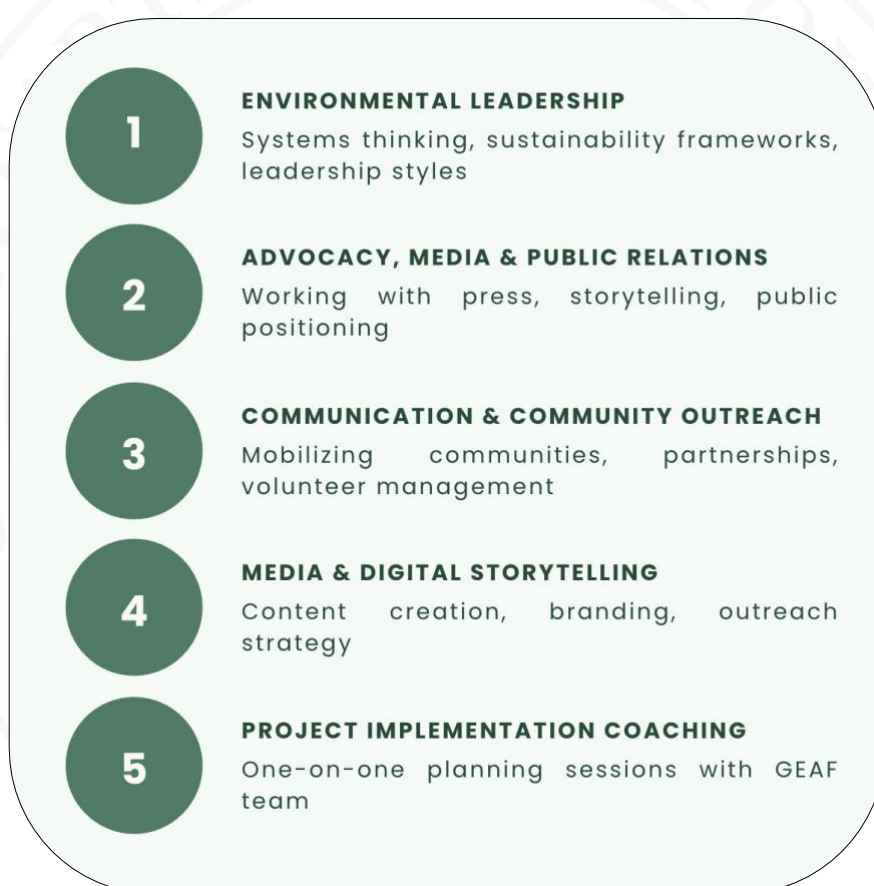 1
ENVIRONMENTAL LEADERSHIP
Systems thinking, sustainability frameworks,
leadership styles
2
ADVOCACY, MEDIA & PUBLIC RELATIONS
Working with press, storytelling, public
positioning
3
COMMUNICATION & COMMUNITY OUTREACH
Mobilizing communities, partnerships,
volunteer management
4
MEDIA & DIGITAL STORYTELLING
Content creation, branding, outreach
strategy
5
PROJECT IMPLEMENTATION COACHING
One-on-one planning sessions with GEAF
team